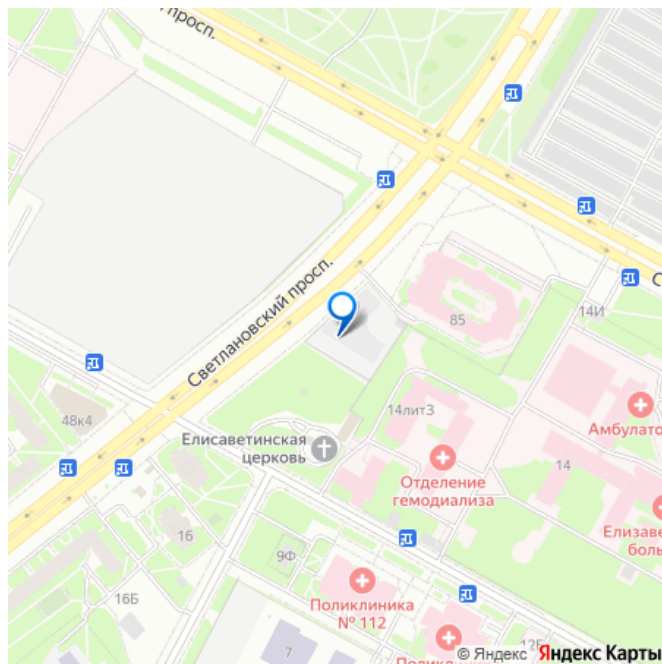 просп.
Светлановский просп.
С
85
14И
48к4
14лит3
Амбулато
Елисаветинская
церковь
14
Отделение
гемодиализа
Елизаве
боль
16
9Ф
16Б
Поликлиника
№ 112
7
12Б
Поликл
© Яндекс Яндекс Карты